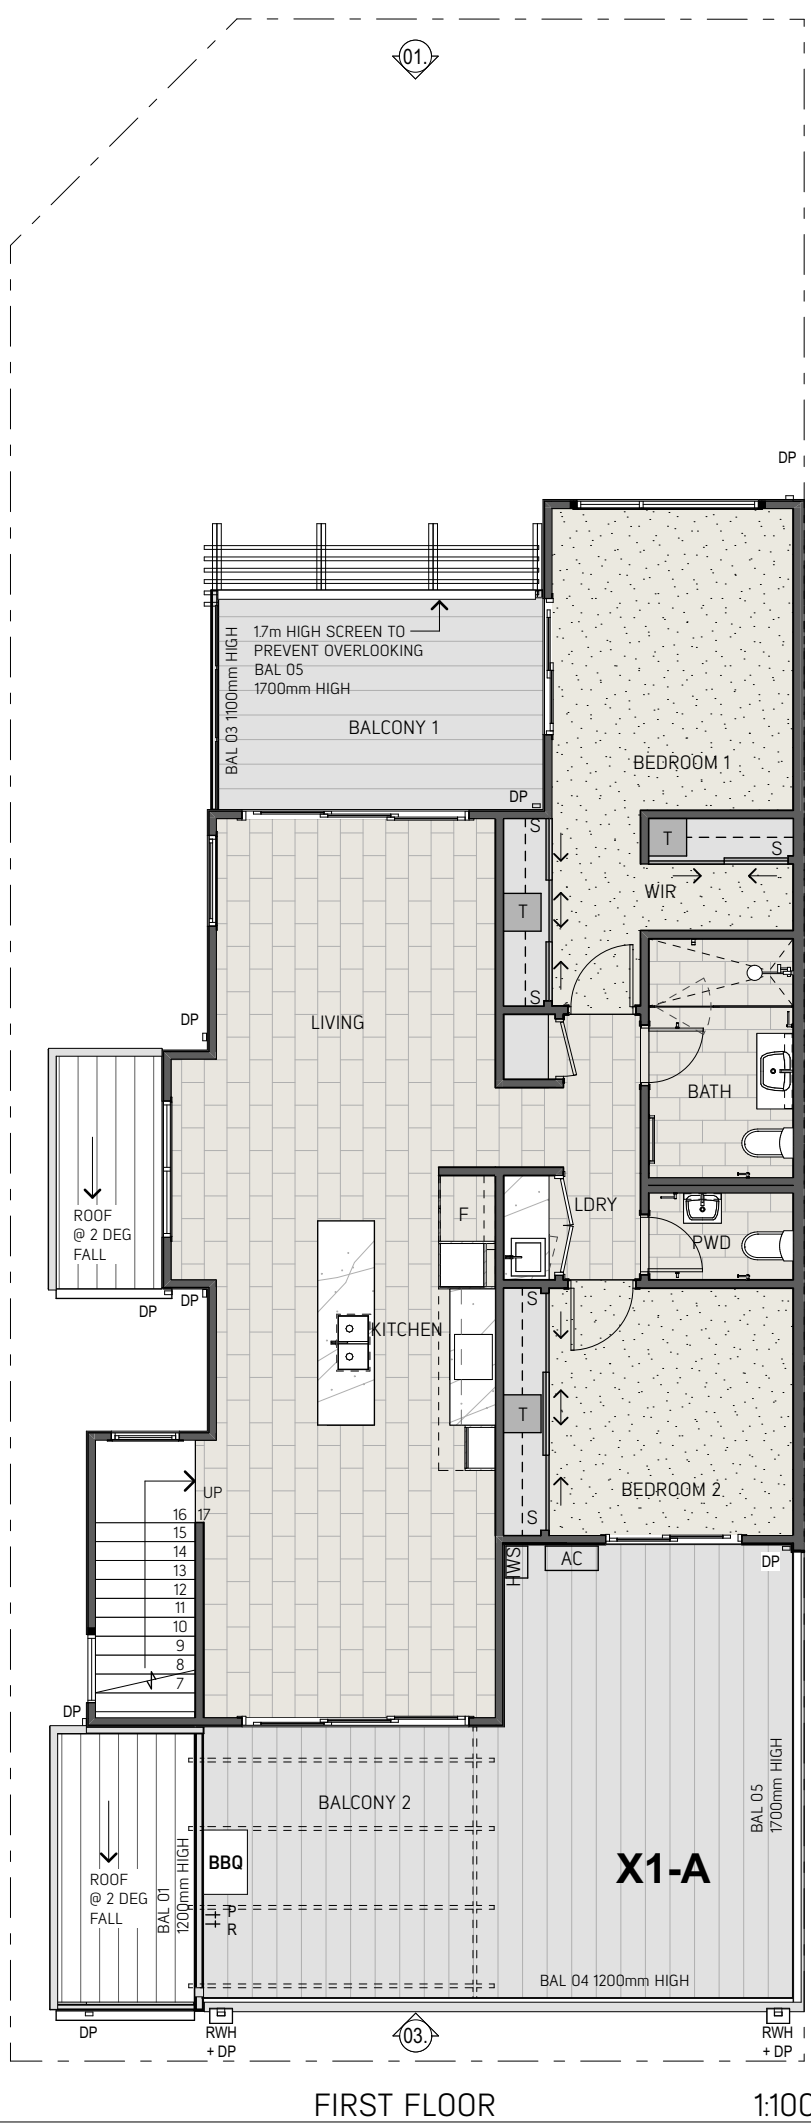 01.
DP
1.7m HIGH SCREEN TO
PREVENT OVERLOOKING
BAL 05
1700mm HIGH
BAL 03 1100mm HIGH
BALCONY 1
BEDROOM 1
DP
S
T
S
WIR
T
S
DP
LIVING
BATH
ROOF
@ 2 DEG
FALL
F
LDRY
PWD
DP
DP
S
KITCHEN
T
BEDROOM 2
UP
16 17
15
14
13
12
11
10
9
8
7
S
HWS
AC
DP
DP
BALCONY 2
BAL 05
1700mm HIGH
BBQ
X1-A
ROOF
@ 2 DEG
FALL
BAL 01
1200mm HIGH
P
R
BAL 04 1200mm HIGH
DP
RWH
+ DP
03.
RWH
+ DP
FIRST FLOOR
1:100